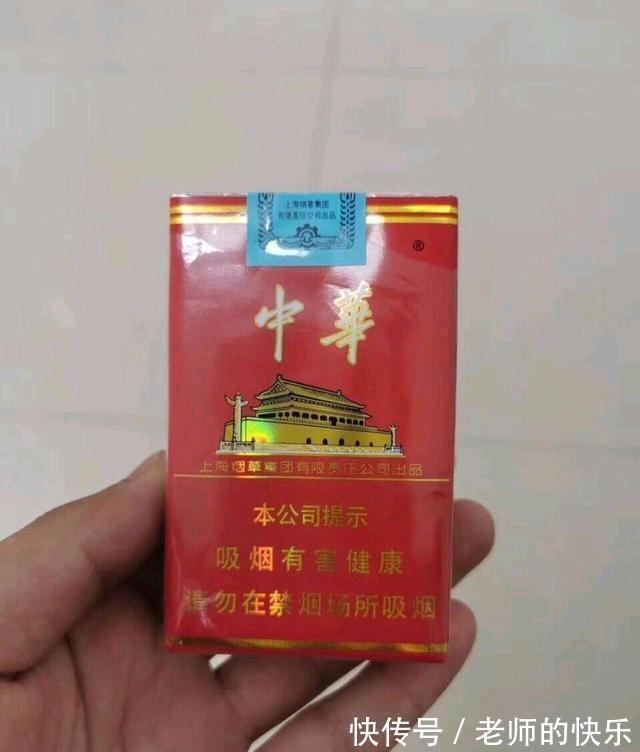 上海烟草集团
有限责任公司出品
®
中華
上海烟草集团有限责任公司出品
本公司提示
吸烟有害健康
请勿在禁烟场所吸烟
快传号/老师的快乐